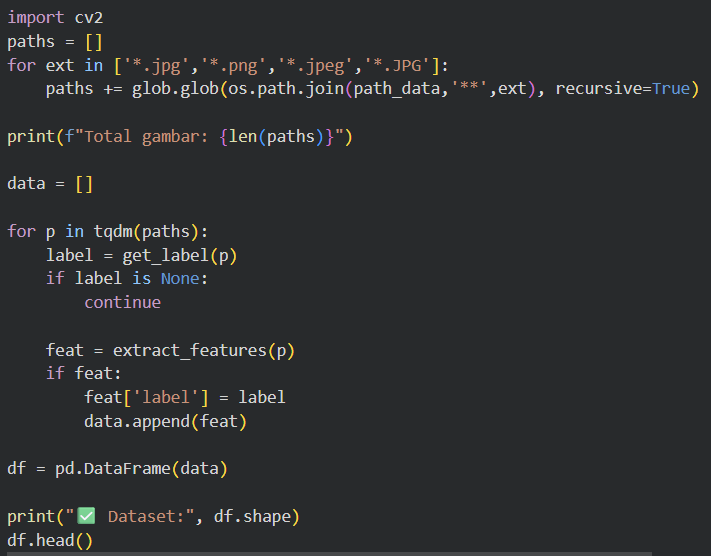 import cv2
paths = []
for ext in ['*.jpg','*.png','*.jpeg','*.JPG']:
    paths += glob.glob(os.path.join(path_data,'**',ext), recursive=True)

print(f"Total gambar: {len(paths)}")

data = []

for p in tqdm(paths):
    label = get_label(p)
    if label is None:
        continue

    feat = extract_features(p)
    if feat:
        feat['label'] = label
        data.append(feat)

df = pd.DataFrame(data)

print("✅ Dataset:", df.shape)
df.head()